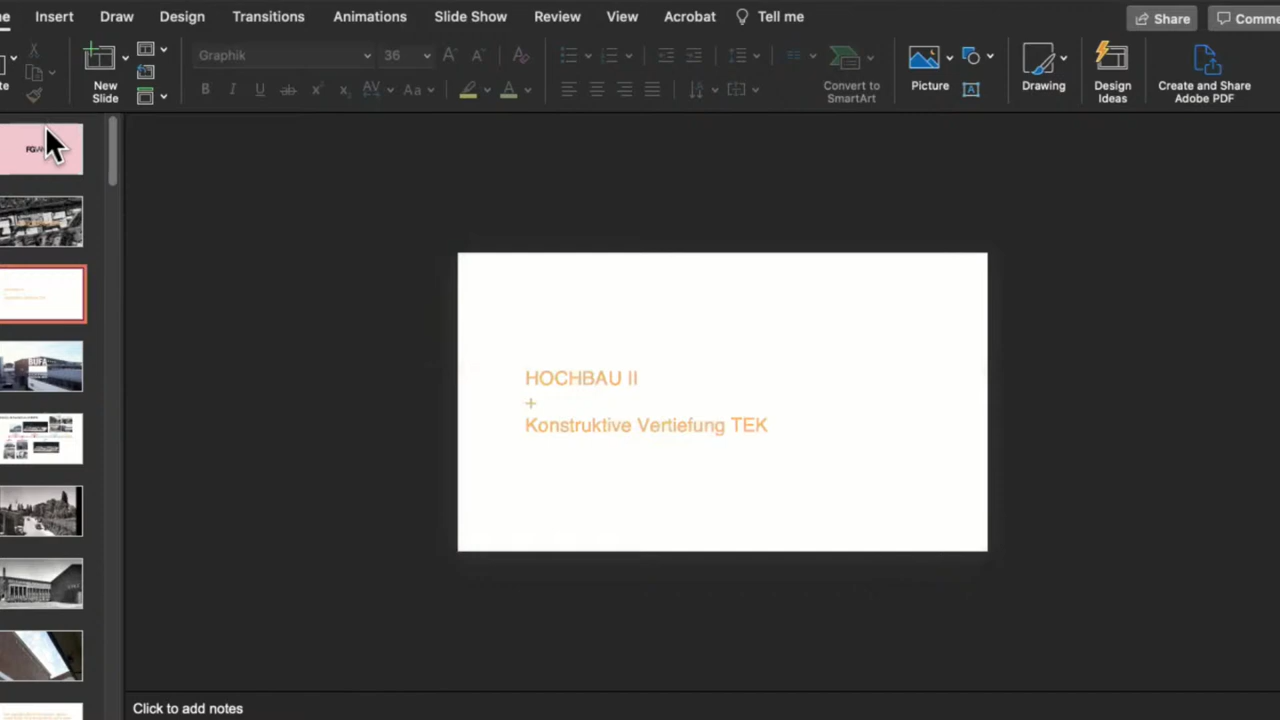 Insert Draw Design Transitions Animations Slide Show Review View Acrobat Tell me
Share
New
Slide
Graphik
36
Convert to
SmartArt
Picture
Drawing
Design
Ideas
Create and Share
Adobe PDF
BUFA
HOCHBAU II
+
Konstruktive Vertiefung TEK
Click to add notes